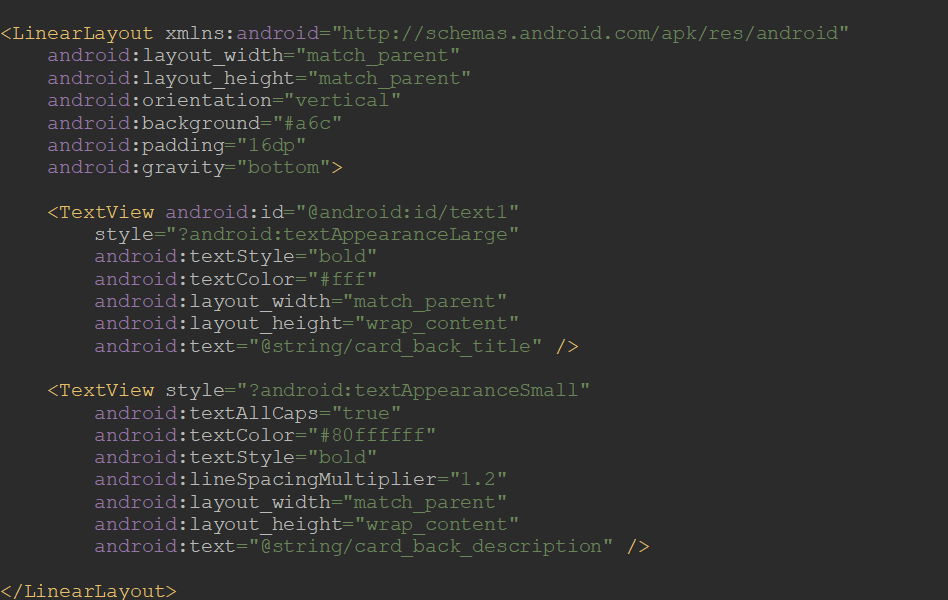 <LinearLayout xmlns:android="http://schemas.android.com/apk/res/android"
    android:layout_width="match_parent"
    android:layout_height="match_parent"
    android:orientation="vertical"
    android:background="#a6c"
    android:padding="16dp"
    android:gravity="bottom">

    <TextView android:id="@android:id/text1"
        style="?android:textAppearanceLarge"
        android:textStyle="bold"
        android:textColor="#fff"
        android:layout_width="match_parent"
        android:layout_height="wrap_content"
        android:text="@string/card_back_title" />

    <TextView style="?android:textAppearanceSmall"
        android:textAllCaps="true"
        android:textColor="#80ffffff"
        android:textStyle="bold"
        android:lineSpacingMultiplier="1.2"
        android:layout_width="match_parent"
        android:layout_height="wrap_content"
        android:text="@string/card_back_description" />

</LinearLayout>